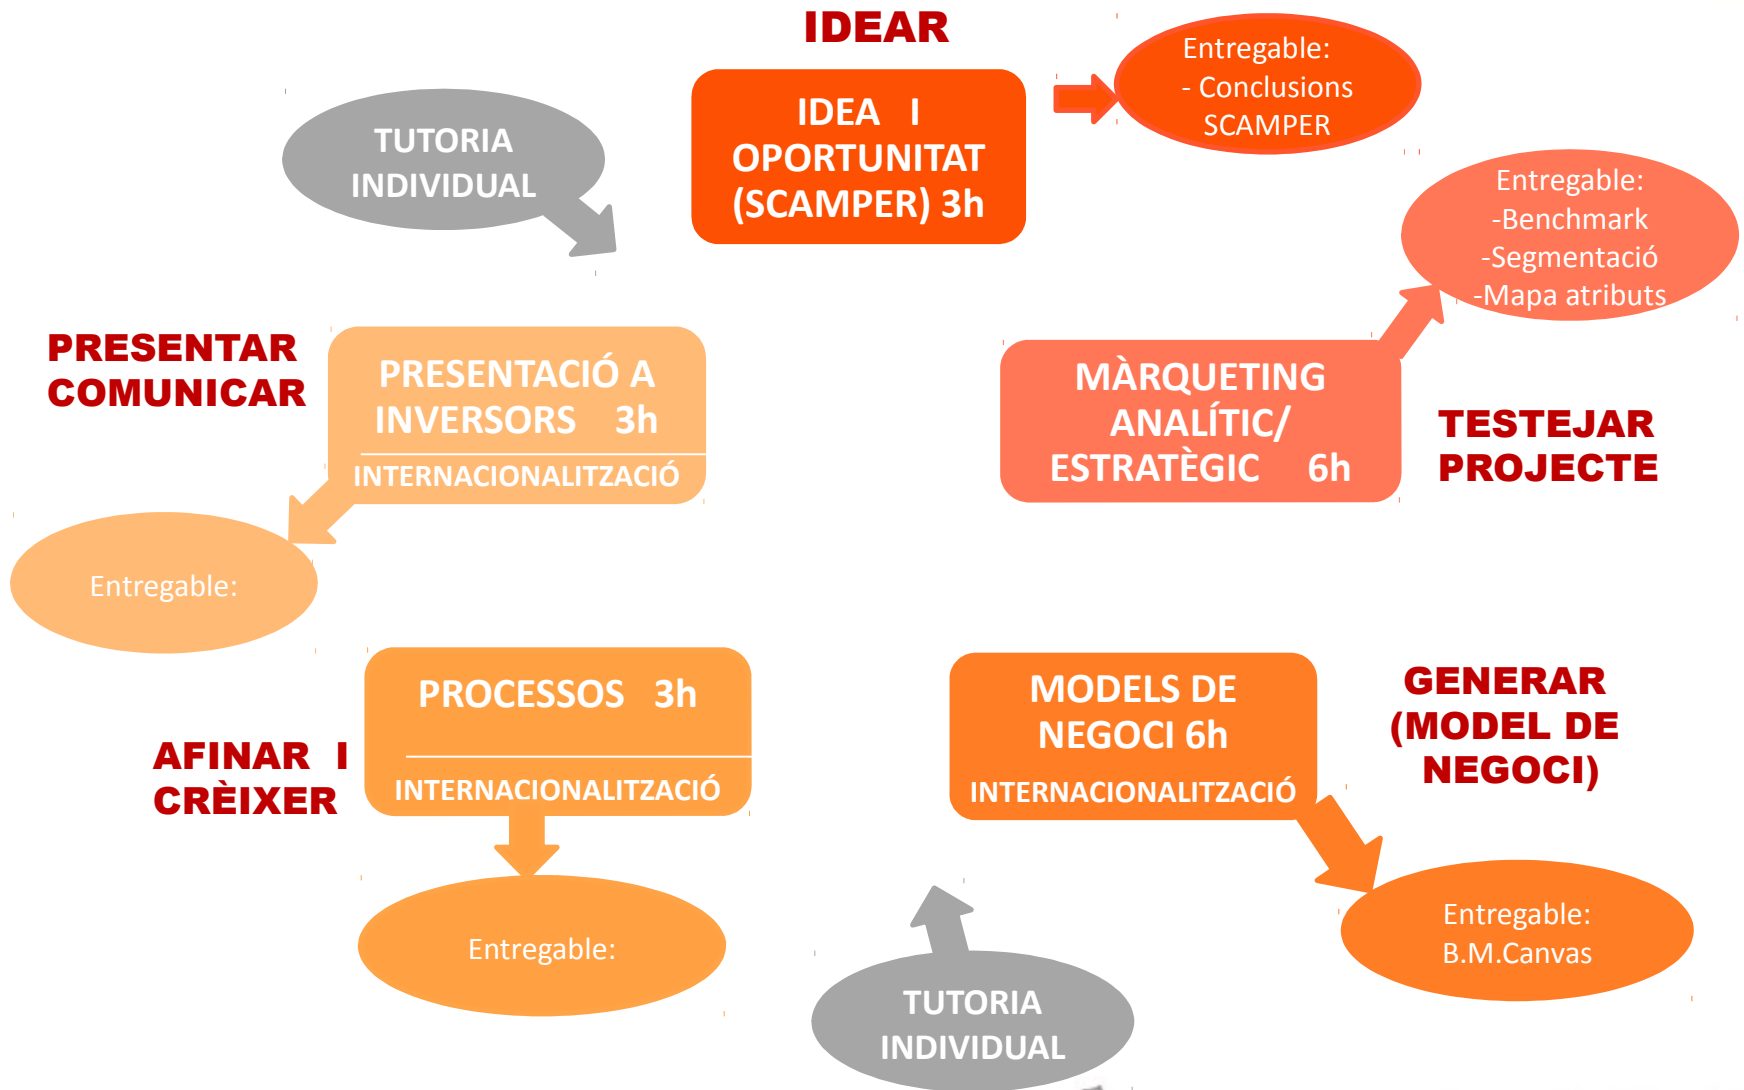 IDEAR
IDEA I
OPORTUNITAT
(SCAMPER) 3h
Entregable:
- Conclusions
SCAMPER
TUTORIA
INDIVIDUAL
Entregable:
-Benchmark
-Segmentació
-Mapa atributs
PRESENTAR
COMUNICAR
PRESENTACIÓ A
INVERSORS 3h
INTERNACIONALITZACIÓ
MÀRQUETING
ANALÍTIC/
ESTRATÈGIC 6h
TESTEJAR
PROJECTE
Entregable:
PROCESSOS 3h
INTERNACIONALITZACIÓ
AFINAR I
CRÈIXER
MODELS DE
NEGOCI 6h
INTERNACIONALITZACIÓ
GENERAR
(MODEL DE
NEGOCI)
Entregable:
Entregable:
B.M.Canvas
TUTORIA
INDIVIDUAL